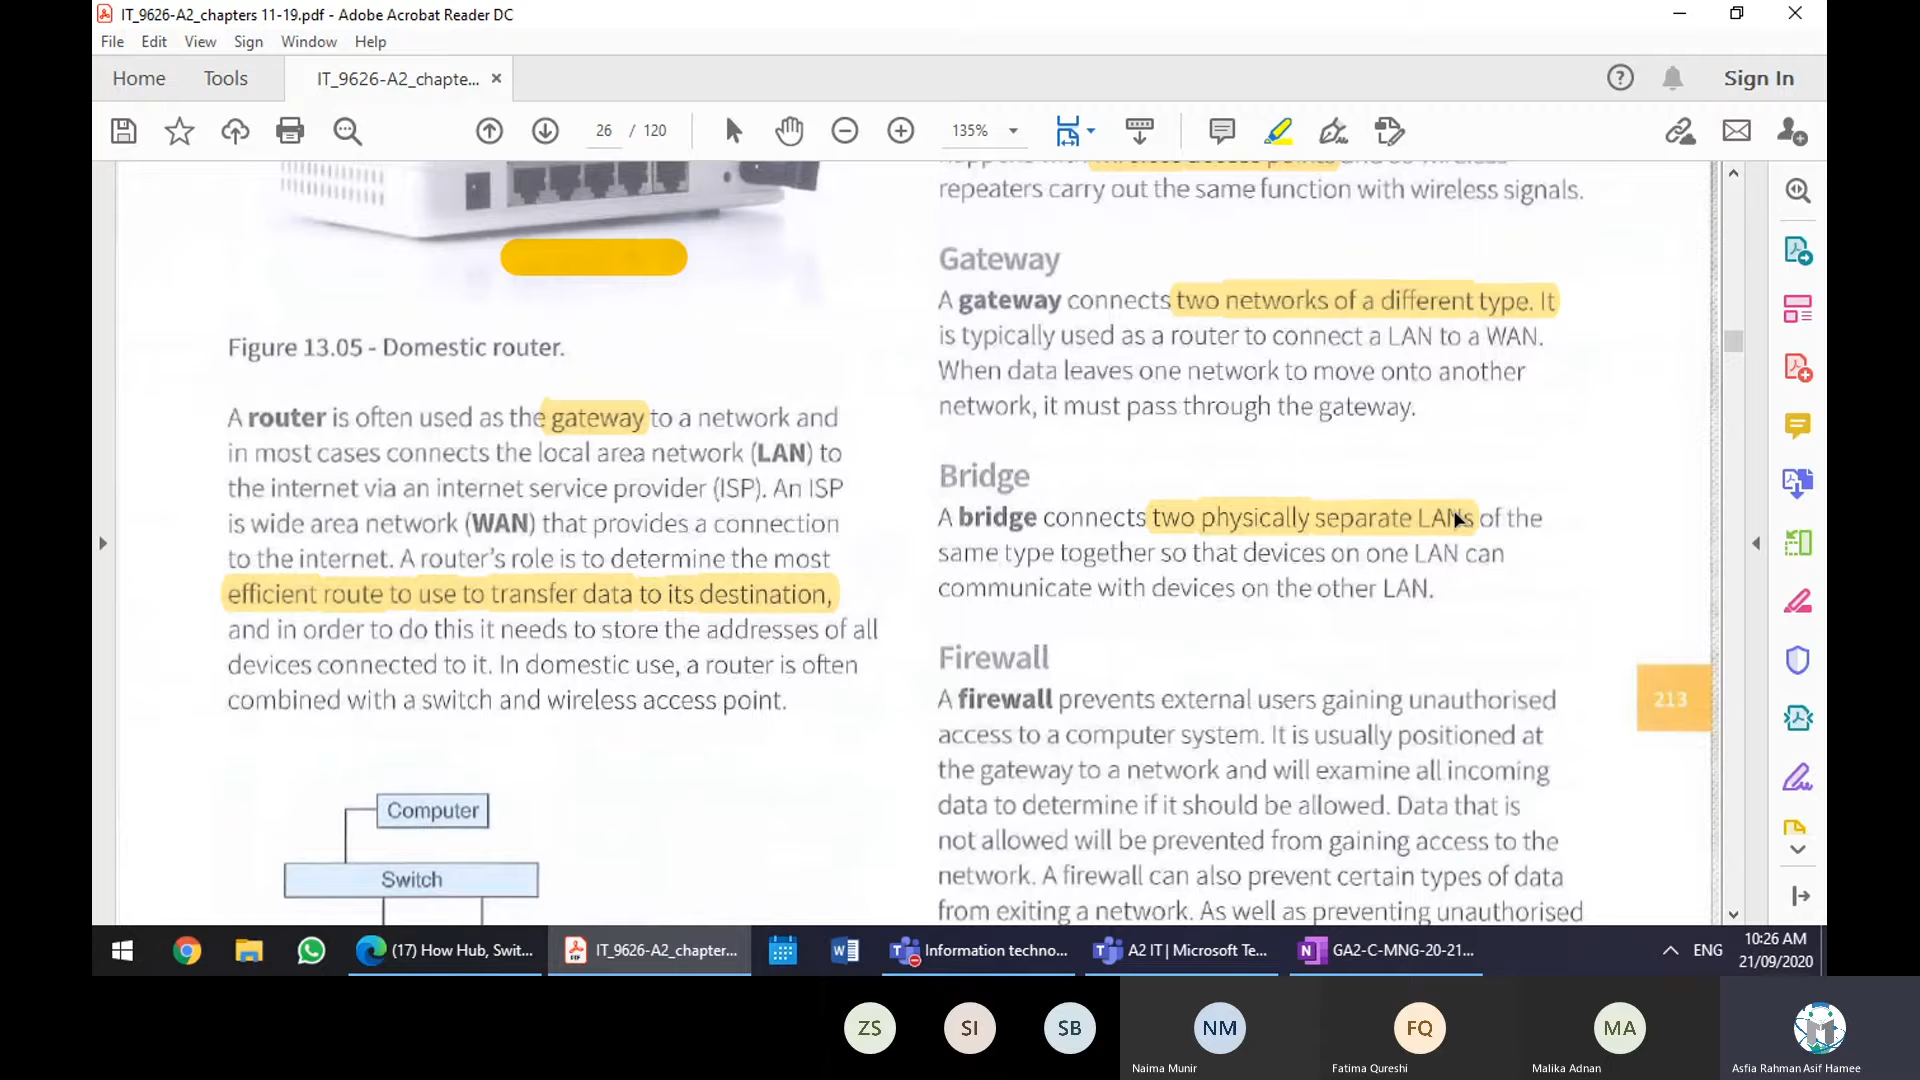 IT_9626-A2_chapters 11-19.pdf - Adobe Acrobat Reader DC
File Edit View Sign Window Help
Home Tools IT_9626-A2_chapte... × Sign In
26 / 120 135%
repeaters carry out the same function with wireless signals.
Figure 13.05 - Domestic router.
A router is often used as the gateway to a network and
in most cases connects the local area network (LAN) to
the internet via an internet service provider (ISP). An ISP
is wide area network (WAN) that provides a connection
to the internet. A router's role is to determine the most
efficient route to use to transfer data to its destination,
and in order to do this it needs to store the addresses of all
devices connected to it. In domestic use, a router is often
combined with a switch and wireless access point.
Computer
Switch
Gateway
A gateway connects two networks of a different type. It
is typically used as a router to connect a LAN to a WAN.
When data leaves one network to move onto another
network, it must pass through the gateway.
Bridge
A bridge connects two physically separate LANs of the
same type together so that devices on one LAN can
communicate with devices on the other LAN.
Firewall
A firewall prevents external users gaining unauthorised
access to a computer system. It is usually positioned at
the gateway to a network and will examine all incoming
data to determine if it should be allowed. Data that is
not allowed will be prevented from gaining access to the
network. A firewall can also prevent certain types of data
from exiting a network. As well as preventing unauthorised
213
(17) How Hub, Swit... IT_9626-A2_chapter... Information techno... A2 IT | Microsoft Te... GA2-C-MNG-20-21... ENG
10:26 AM
21/09/2020
ZS SI SB NM FQ MA
Naima Munir Fatima Qureshi Malika Adnan Asfia Rahman Asif Hamee